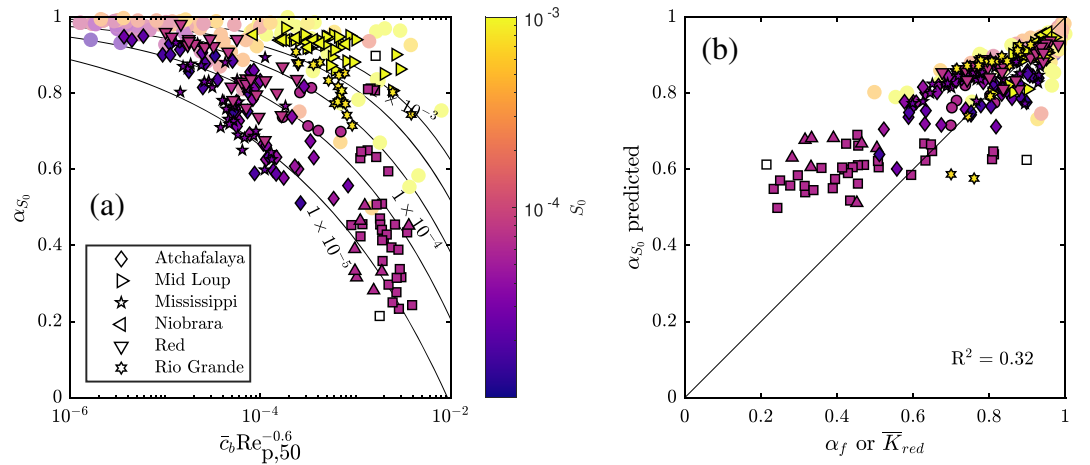 1
0.8
0.6
0.4
0.2
0
α_{S_0}
(a)
1 × 10^{-3}
1 × 10^{-4}
1 × 10^{-5}
Atchafalaya
Mid Loup
Mississippi
Niobrara
Red
Rio Grande
10^{-6} 10^{-4} 10^{-2}
c̄_b Re_{p,50}^{-0.6}
10^{-3}
10^{-4}
S_0
1
0.8
0.6
0.4
0.2
0
α_{S_0} predicted
(b)
R^2 = 0.32
0 0.2 0.4 0.6 0.8 1
α_f or K̅_{red}